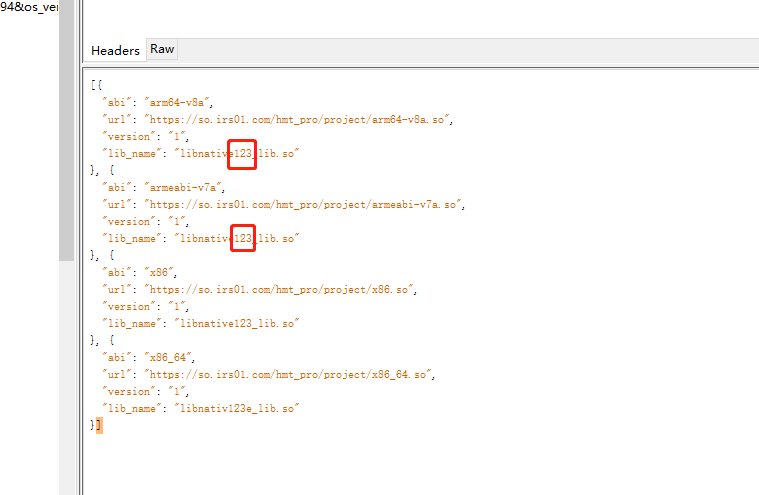 94&os_ver
Headers Raw
[{
"abi": "arm64-v8a",
"url": "https://so.irs01.com/hmt_pro/project/arm64-v8a.so",
"version": "1",
"lib_name": "libnative123_lib.so"
}, {
"abi": "armeabi-v7a",
"url": "https://so.irs01.com/hmt_pro/project/armeabi-v7a.so",
"version": "1",
"lib_name": "libnative123_lib.so"
}, {
"abi": "x86",
"url": "https://so.irs01.com/hmt_pro/project/x86.so",
"version": "1",
"lib_name": "libnative123_lib.so"
}, {
"abi": "x86_64",
"url": "https://so.irs01.com/hmt_pro/project/x86_64.so",
"version": "1",
"lib_name": "libnativ123e_lib.so"
}]